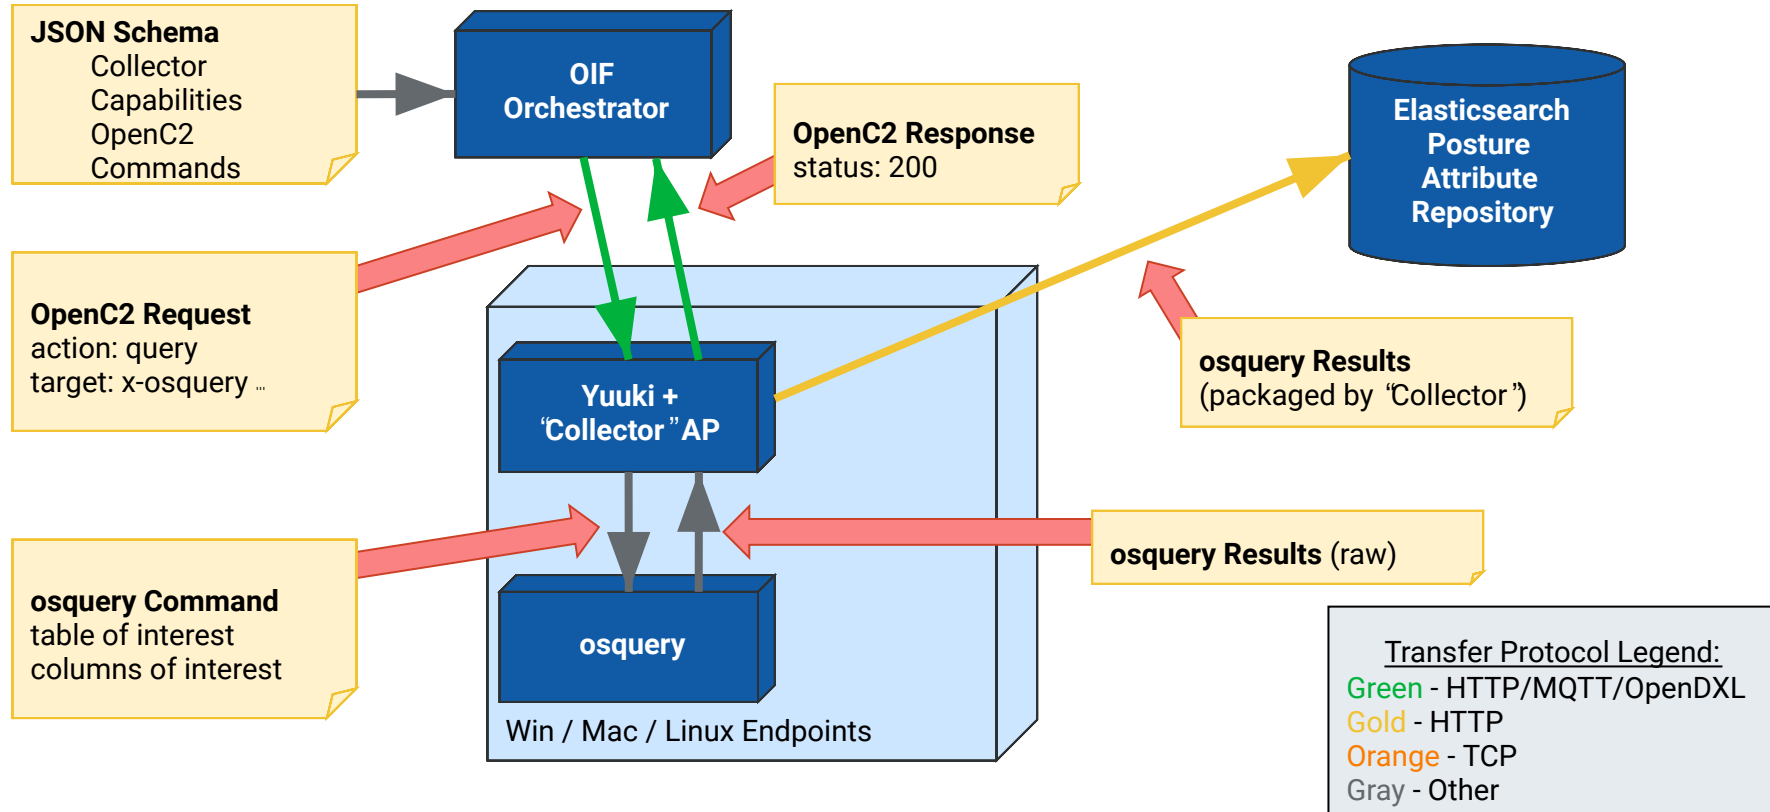 JSON Schema
Collector
Capabilities
OpenC2
Commands
OIF
Orchestrator
OpenC2 Response
status: 200
Elasticsearch
Posture
Attribute
Repository
OpenC2 Request
action: query
target: x-osquery ...
Yuuki +
“Collector” AP
osquery Results
(packaged by “Collector”)
osquery Command
table of interest
columns of interest
osquery Results (raw)
osquery
Win / Mac / Linux Endpoints
Transfer Protocol Legend:
Green - HTTP/MQTT/OpenDXL
Gold - HTTP
Orange - TCP
Gray - Other